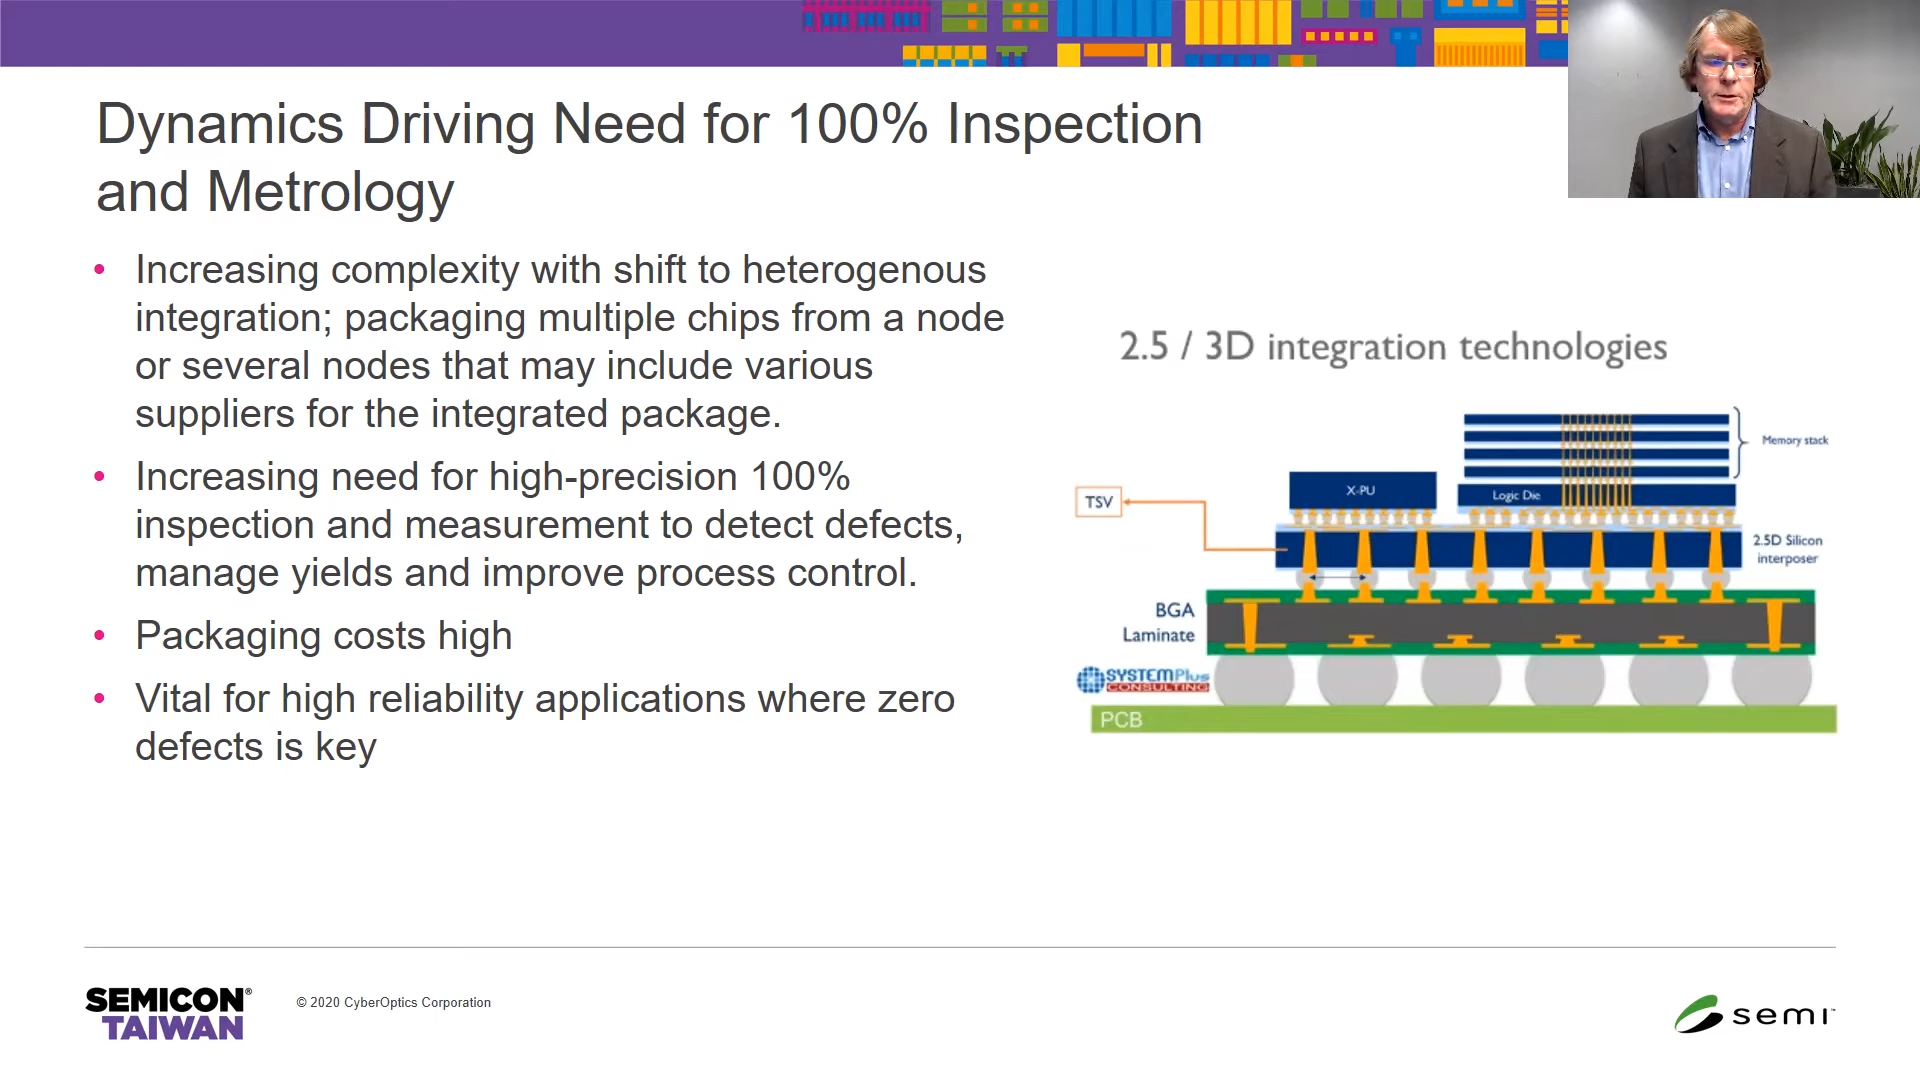 Dynamics Driving Need for 100% Inspection
and Metrology
• Increasing complexity with shift to heterogenous
integration; packaging multiple chips from a node
or several nodes that may include various
suppliers for the integrated package.
• Increasing need for high-precision 100%
inspection and measurement to detect defects,
manage yields and improve process control.
• Packaging costs high
• Vital for high reliability applications where zero
defects is key
2.5 / 3D integration technologies
Memory stack
X-PU
Logic Die
TSV
2.5D Silicon
interposer
BGA
Laminate
SYSTEMPlus
CONSULTING
PCB
SEMICON®
TAIWAN
© 2020 CyberOptics Corporation
semi™